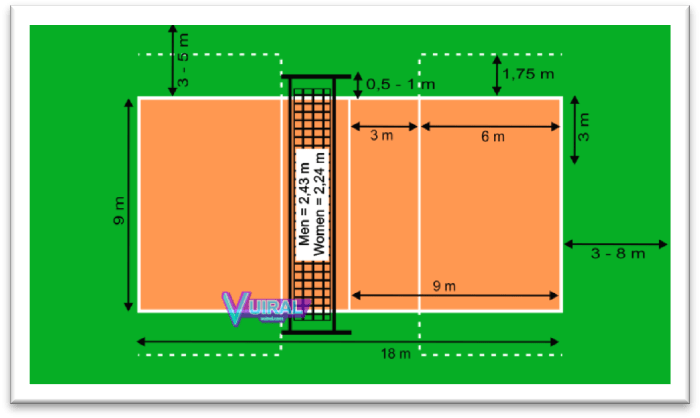 3 - 5 m
0,5 - 1 m
1,75 m
3 m
6 m
3 m
9 m
Men = 2,43 m
Women = 2,24 m
3 - 8 m
9 m
VUIRAL
18 m